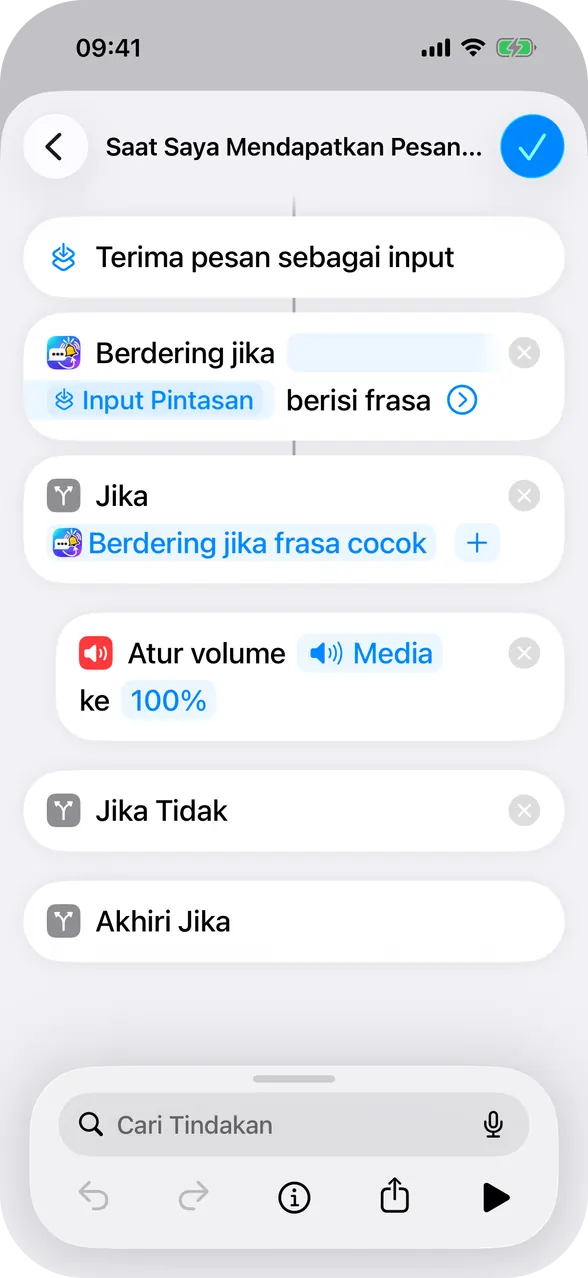 09:41
Saat Saya Mendapatkan Pesan...
Terima pesan sebagai input
Berdering jika
Input Pintasan berisi frasa
Jika
Berdering jika frasa cocok
Atur volume Media
ke 100%
Jika Tidak
Akhiri Jika
Cari Tindakan